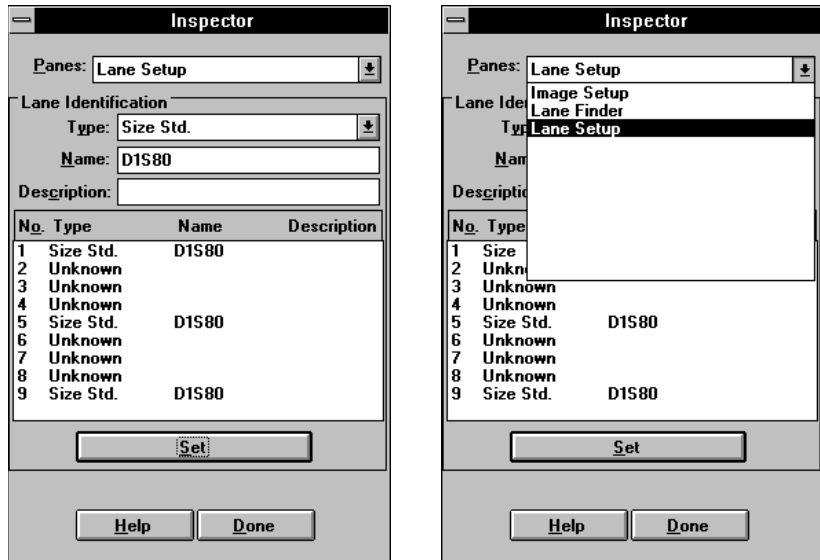 Inspector
Panes: Lane Setup
Lane Identification
Type: Size Std.
Name: D1S80
Description:
No. Type Name Description
1 Size Std. D1S80
2 Unknown
3 Unknown
4 Unknown
5 Size Std. D1S80
6 Unknown
7 Unknown
8 Unknown
9 Size Std. D1S80
Set
Help Done
Inspector
Panes: Lane Setup
Image Setup
Lane Finder
Lane Setup
Lane Ide
Typ
Nam
Descriptio
No. Type
1 Size
2 Unkn
3 Unknown
4 Unknown
5 Size Std. D1S80
6 Unknown
7 Unknown
8 Unknown
9 Size Std. D1S80
Set
Help Done